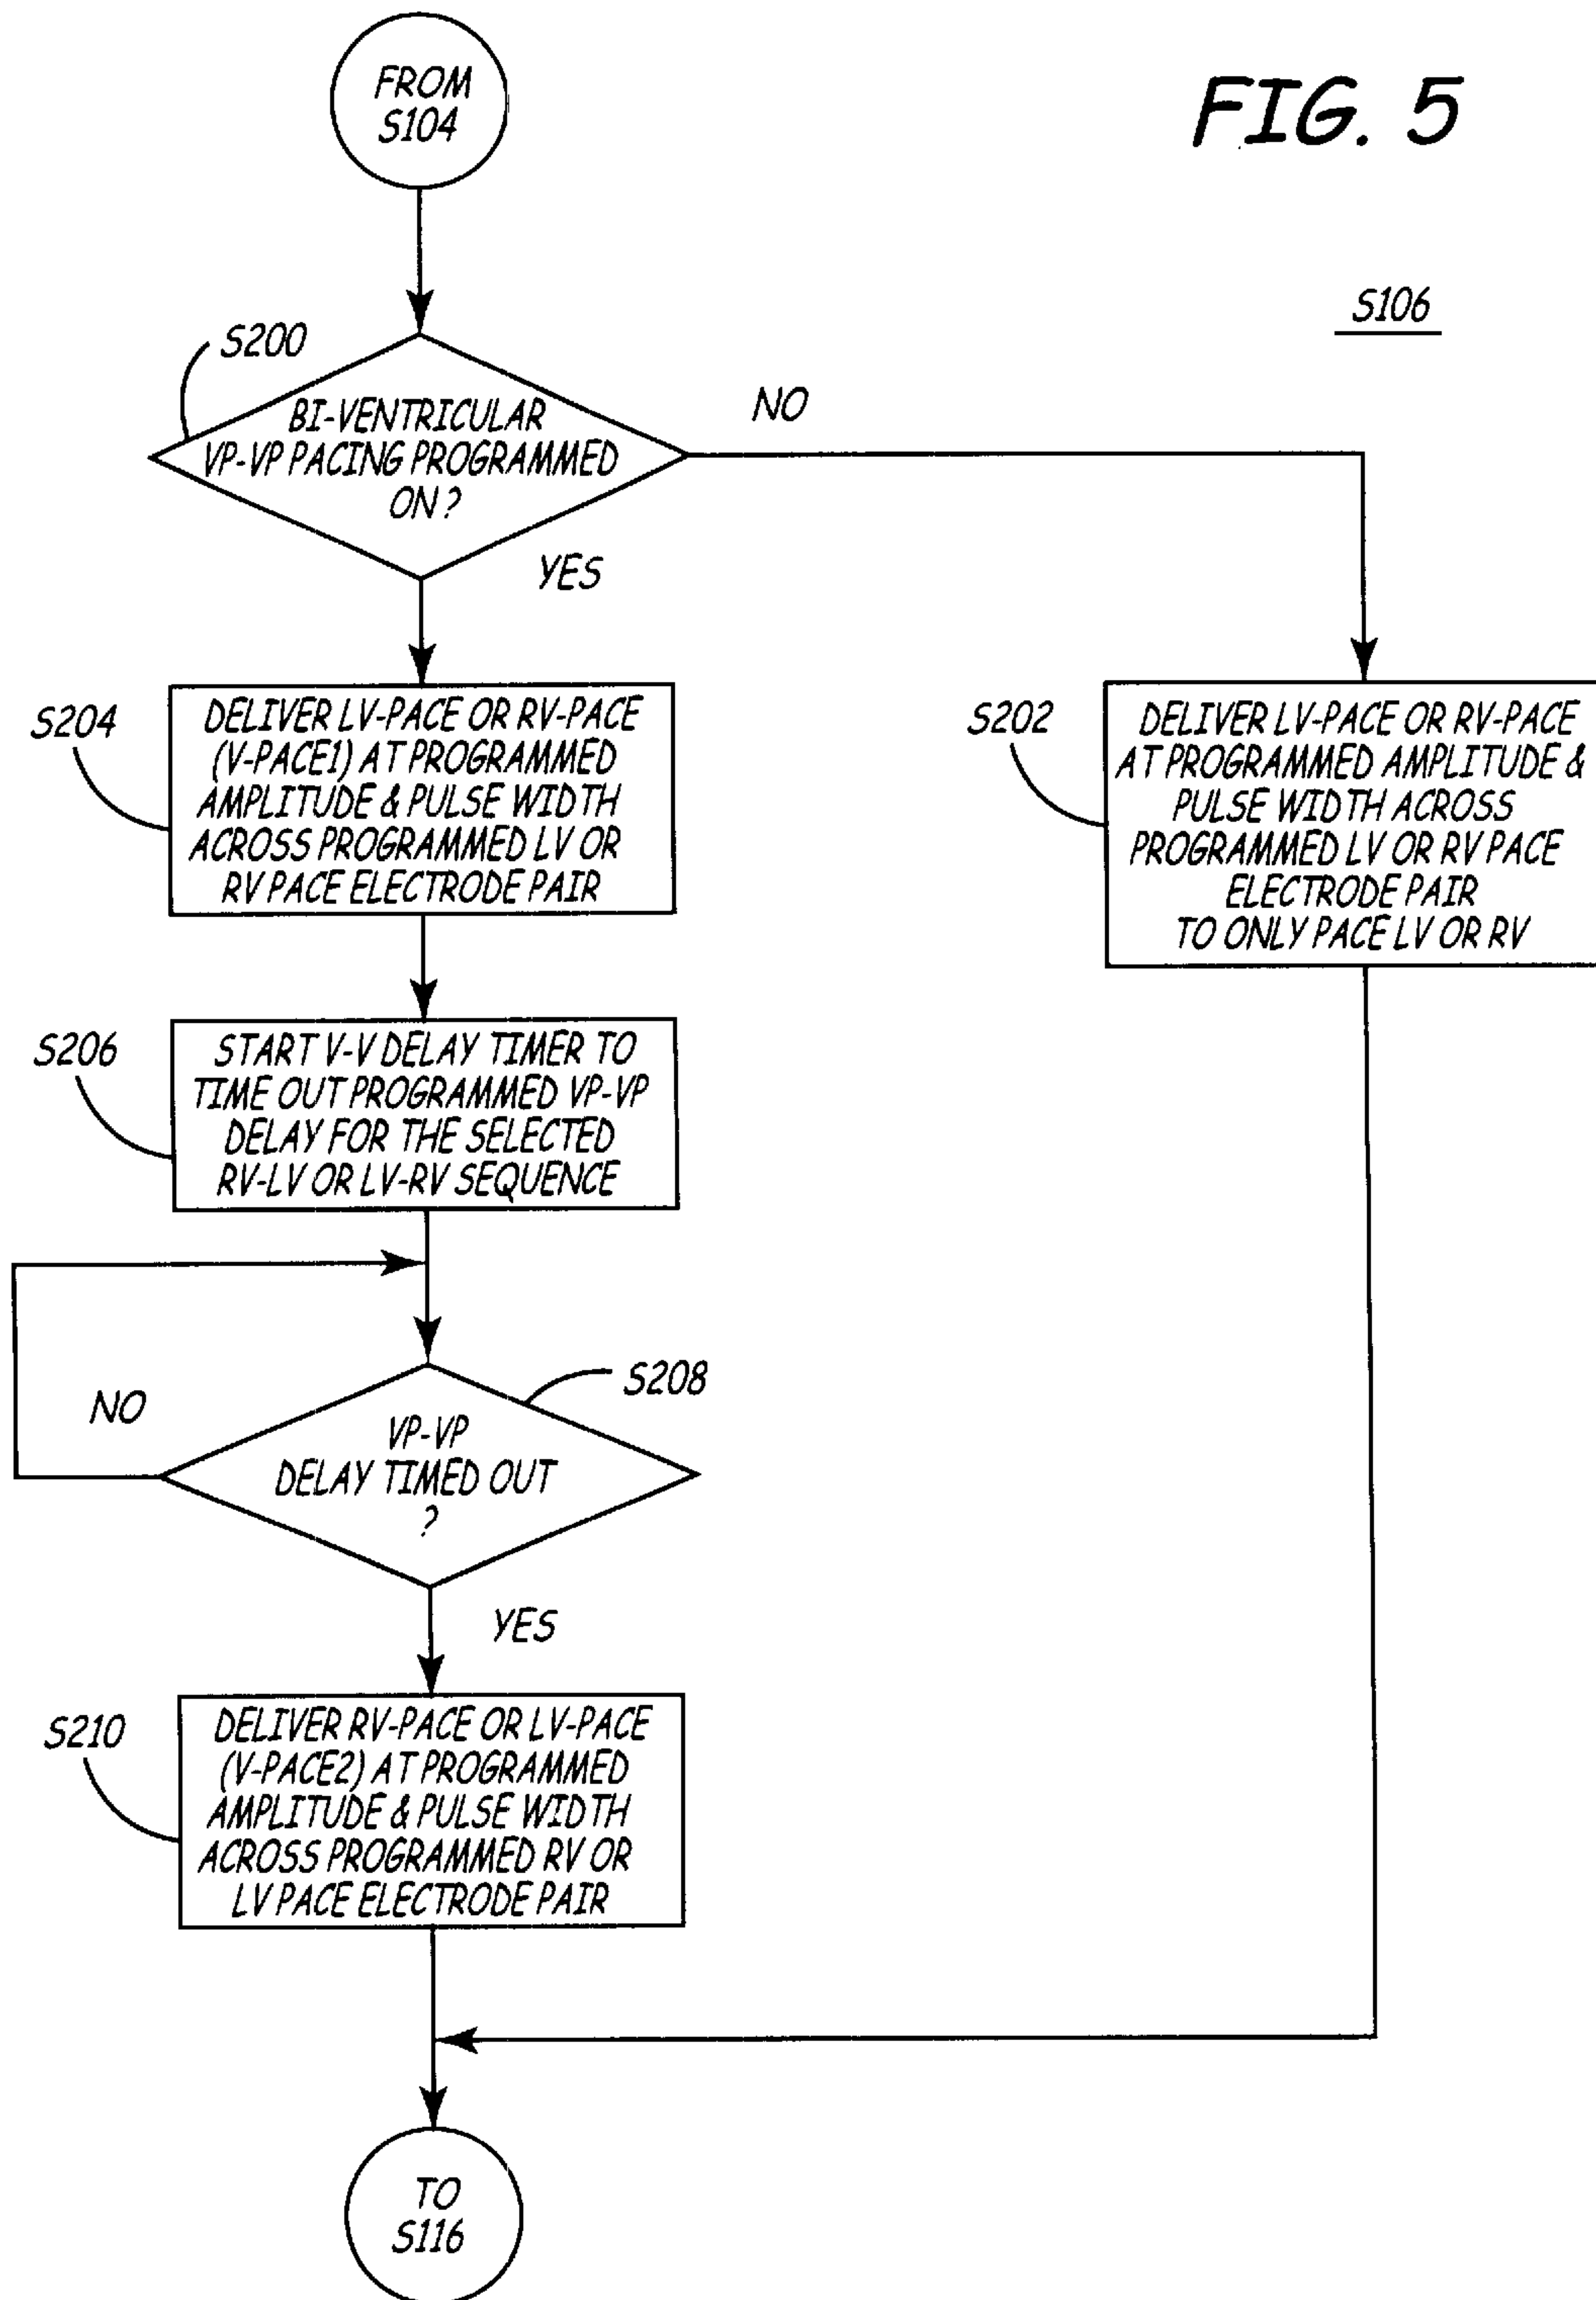 FROM
S104
FIG. 5
S106
S200
BI-VENTRICULAR
VP-VP PACING PROGRAMMED
ON?
NO
YES
S204
DELIVER LV-PACE OR RV-PACE
(V-PACE1) AT PROGRAMMED
AMPLITUDE & PULSE WIDTH
ACROSS PROGRAMMED LV OR
RV PACE ELECTRODE PAIR
S202
DELIVER LV-PACE OR RV-PACE
AT PROGRAMMED AMPLITUDE &
PULSE WIDTH ACROSS
PROGRAMMED LV OR RV PACE
ELECTRODE PAIR
TO ONLY PACE LV OR RV
S206
START V-V DELAY TIMER TO
TIME OUT PROGRAMMED VP-VP
DELAY FOR THE SELECTED
RV-LV OR LV-RV SEQUENCE
S208
NO
VP-VP
DELAY TIMED OUT
?
YES
S210
DELIVER RV-PACE OR LV-PACE
(V-PACE2) AT PROGRAMMED
AMPLITUDE & PULSE WIDTH
ACROSS PROGRAMMED RV OR
LV PACE ELECTRODE PAIR
TO
S116